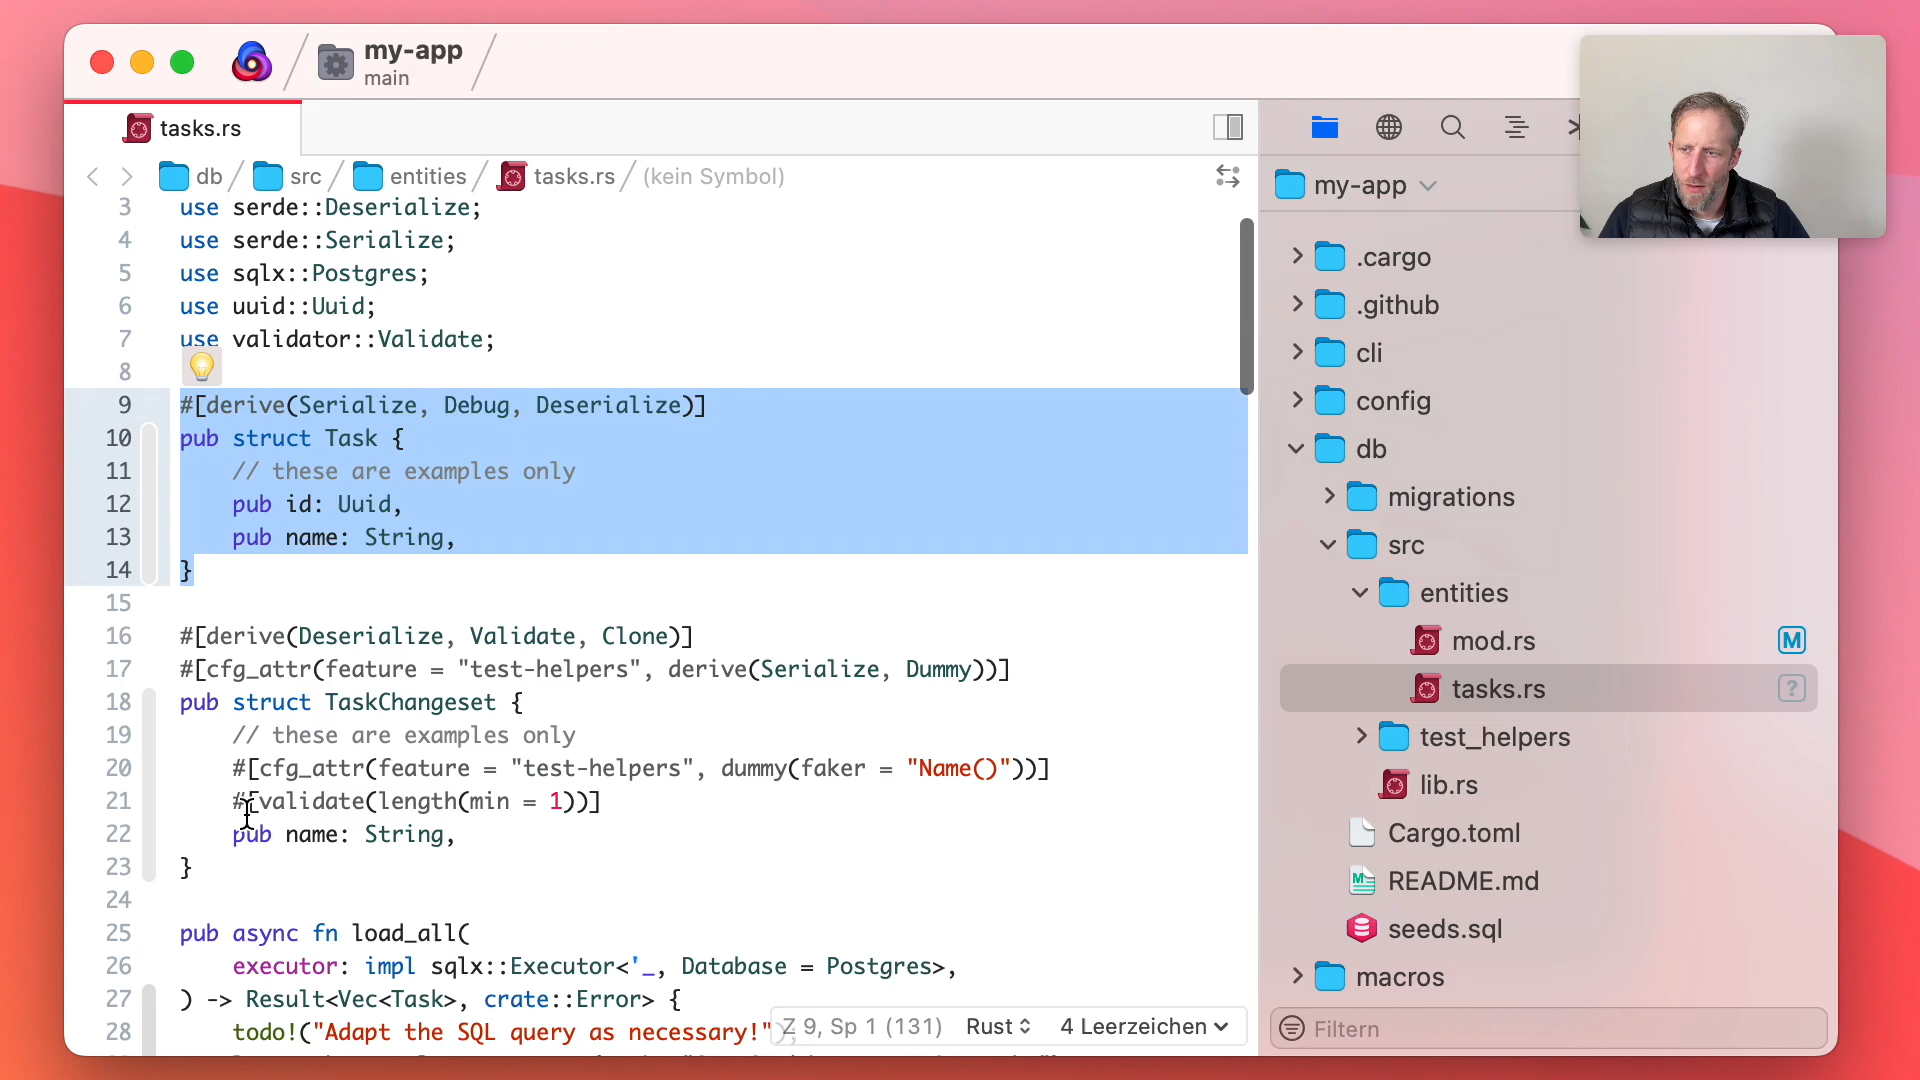 my-app
main
tasks.rs
db
src
entities
tasks.rs
(kein Symbol)
3 use serde::Deserialize;
4 use serde::Serialize;
5 use sqlx::Postgres;
6 use uuid::Uuid;
7 use validator::Validate;
8
9 #[derive(Serialize, Debug, Deserialize)]
10 pub struct Task {
11 // these are examples only
12 pub id: Uuid,
13 pub name: String,
14 }
15
16 #[derive(Deserialize, Validate, Clone)]
17 #[cfg_attr(feature = "test-helpers", derive(Serialize, Dummy))]
18 pub struct TaskChangeset {
19 // these are examples only
20 #[cfg_attr(feature = "test-helpers", dummy(faker = "Name()"))]
21 #[validate(length(min = 1))]
22 pub name: String,
23 }
24
25 pub async fn load_all(
26 executor: impl sqlx::Executor<'_, Database = Postgres>,
27 ) -> Result<Vec<Task>, crate::Error> {
28 todo!("Adapt the SQL query as necessary!");
Z 9, Sp 1 (131)
Rust
4 Leerzeichen
my-app
.cargo
.github
cli
config
db
migrations
src
entities
mod.rs M
tasks.rs ?
test_helpers
lib.rs
Cargo.toml
README.md
seeds.sql
macros
Filtern